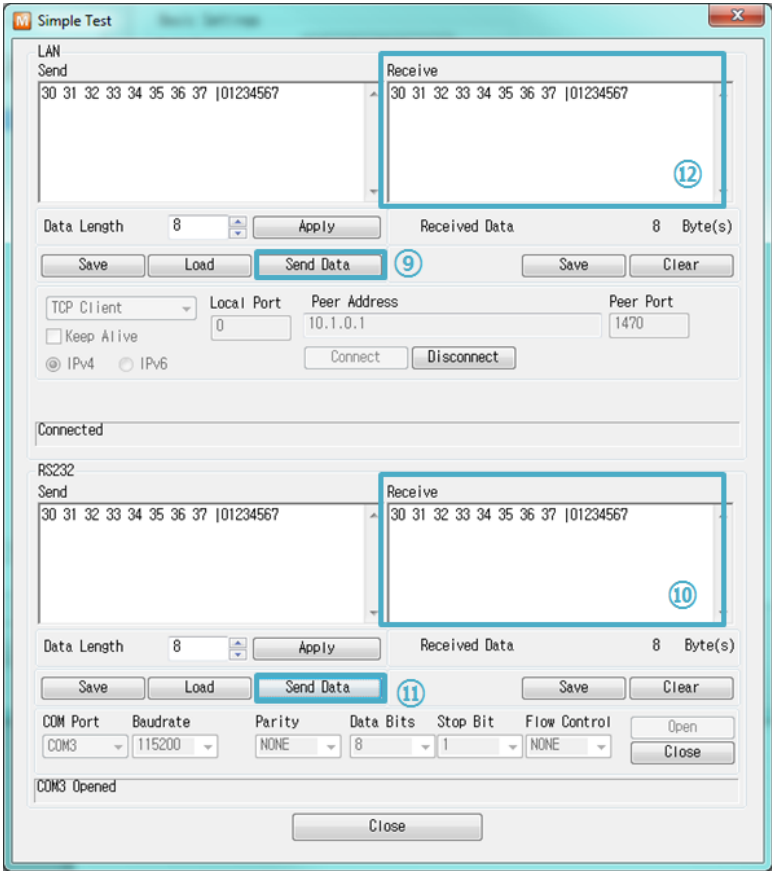 M Simple Test
LAN
Send
Receive
30 31 32 33 34 35 36 37 |01234567
30 31 32 33 34 35 36 37 |01234567
⑫
Data Length 8 Apply Received Data 8 Byte(s)
Save Load Send Data ⑨ Save Clear
TCP Client Local Port Peer Address Peer Port
0 10.1.0.1 1470
Keep Alive
IPv4 IPv6 Connect Disconnect
Connected
RS232
Send
Receive
30 31 32 33 34 35 36 37 |01234567
30 31 32 33 34 35 36 37 |01234567
⑩
Data Length 8 Apply Received Data 8 Byte(s)
Save Load Send Data ⑪ Save Clear
COM Port Baudrate Parity Data Bits Stop Bit Flow Control Open
COM3 115200 NONE 8 1 NONE Close
COM3 Opened
Close